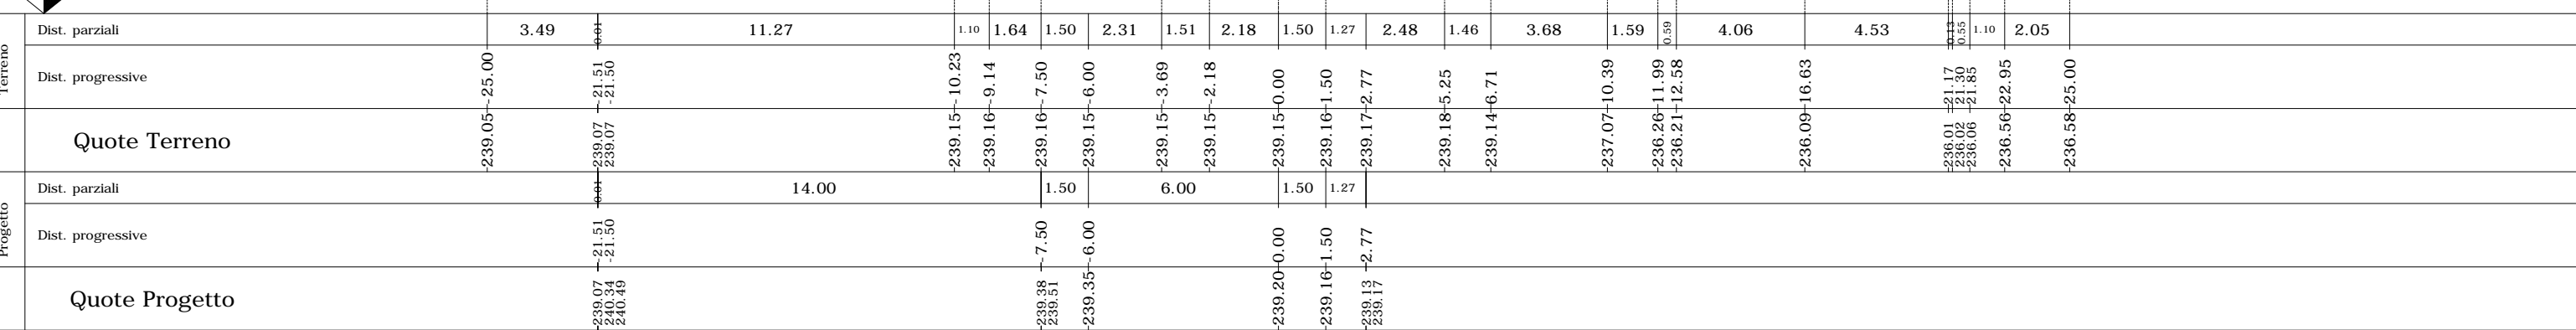 Terreno
Dist. parziali 3.49 0.01 11.27 1.10 1.64 1.50 2.31 1.51 2.18 1.50 1.27 2.48 1.46 3.68 1.59 0.59 4.06 4.53 0.13 0.55 1.10 2.05
Dist. progressive -25.00 -21.51 -21.50 -10.23 -9.14 -7.50 -6.00 -3.69 -2.18 0.00 1.50 2.77 5.25 6.71 10.39 11.99 12.58 16.63 21.17 21.30 21.85 22.95 25.00
Quote Terreno 239.05 239.07 239.07 239.15 239.16 239.16 239.15 239.15 239.15 239.15 239.16 239.17 239.18 239.14 237.07 236.26 236.21 236.09 236.01 236.02 236.06 236.56 236.58
Progetto
Dist. parziali 0.01 14.00 1.50 6.00 1.50 1.27
Dist. progressive -21.51 -21.50 -7.50 -6.00 0.00 1.50 2.77
Quote Progetto 239.07 240.34 240.49 239.38 239.51 239.35 239.20 239.16 239.13 239.17